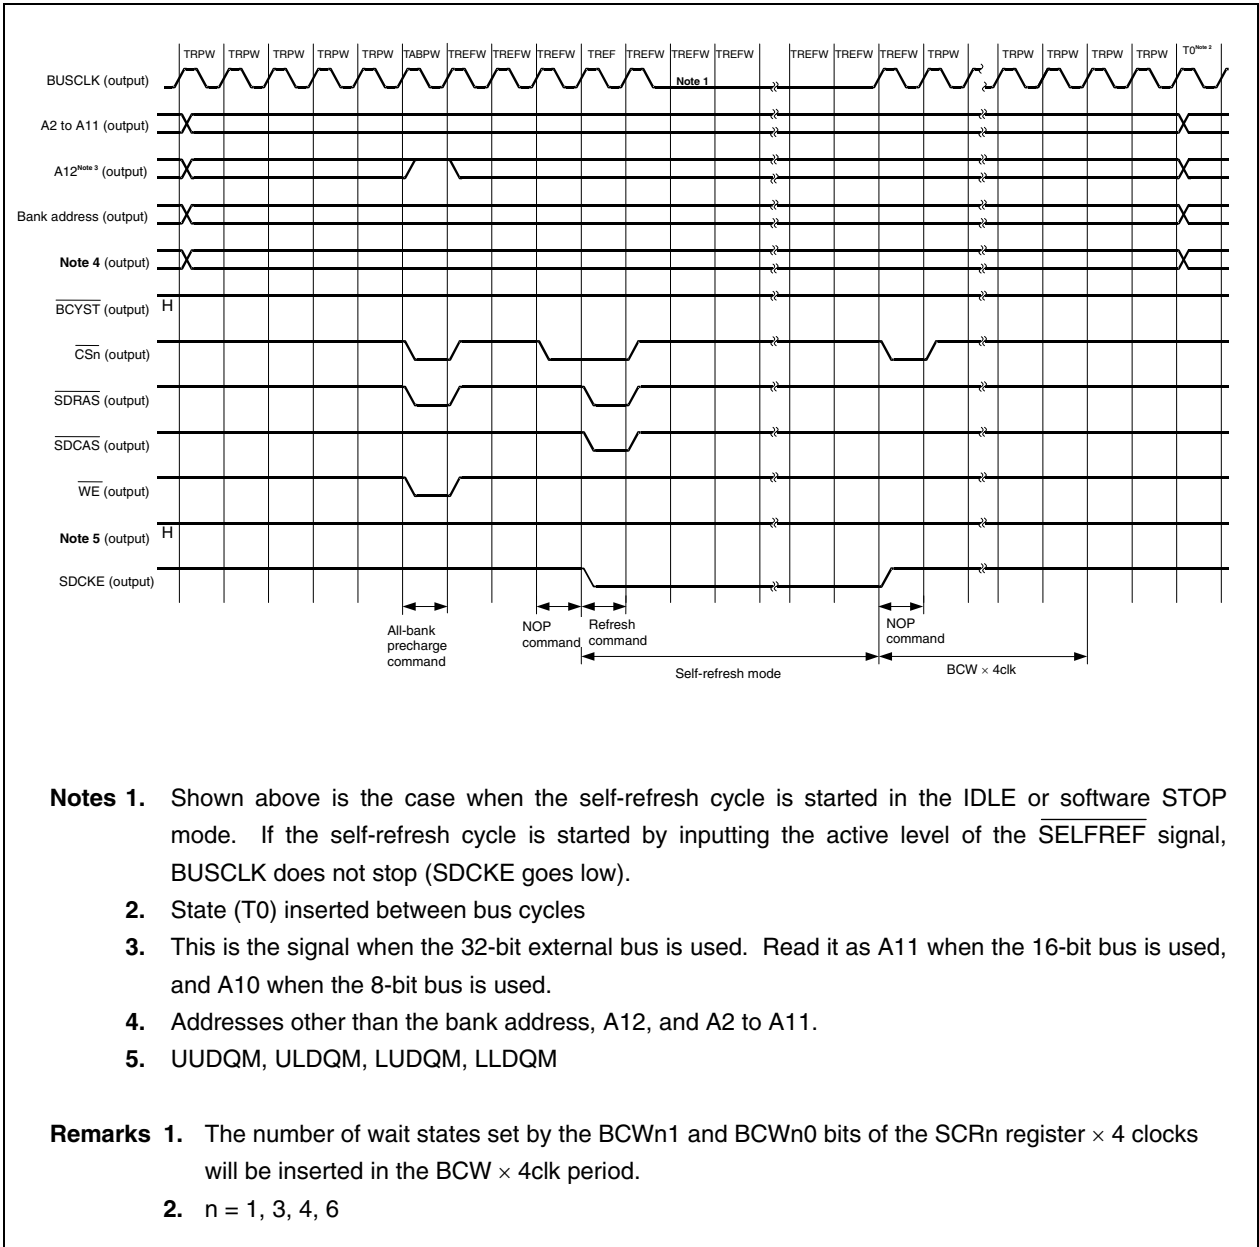 TRPW TRPW TRPW TRPW TRPW TABPW TREFW TREFW TREFW TREF TREFW TREFW TREFW TREFW TREFW TREFW TRPW TRPW TRPW TRPW TRPW T0Note 2
BUSCLK (output)
Note 1
A2 to A11 (output)
A12Note 3 (output)
Bank address (output)
Note 4 (output)
BCYST (output) H
CSn (output)
SDRAS (output)
SDCAS (output)
WE (output)
Note 5 (output) H
SDCKE (output)
All-bank precharge command
NOP command
Refresh command
NOP command
Self-refresh mode
BCW × 4clk
Notes 1. Shown above is the case when the self-refresh cycle is started in the IDLE or software STOP
mode. If the self-refresh cycle is started by inputting the active level of the SELFREF signal,
BUSCLK does not stop (SDCKE goes low).
2. State (T0) inserted between bus cycles
3. This is the signal when the 32-bit external bus is used. Read it as A11 when the 16-bit bus is used,
and A10 when the 8-bit bus is used.
4. Addresses other than the bank address, A12, and A2 to A11.
5. UUDQM, ULDQM, LUDQM, LLDQM
Remarks 1. The number of wait states set by the BCWn1 and BCWn0 bits of the SCRn register × 4 clocks
will be inserted in the BCW × 4clk period.
2. n = 1, 3, 4, 6